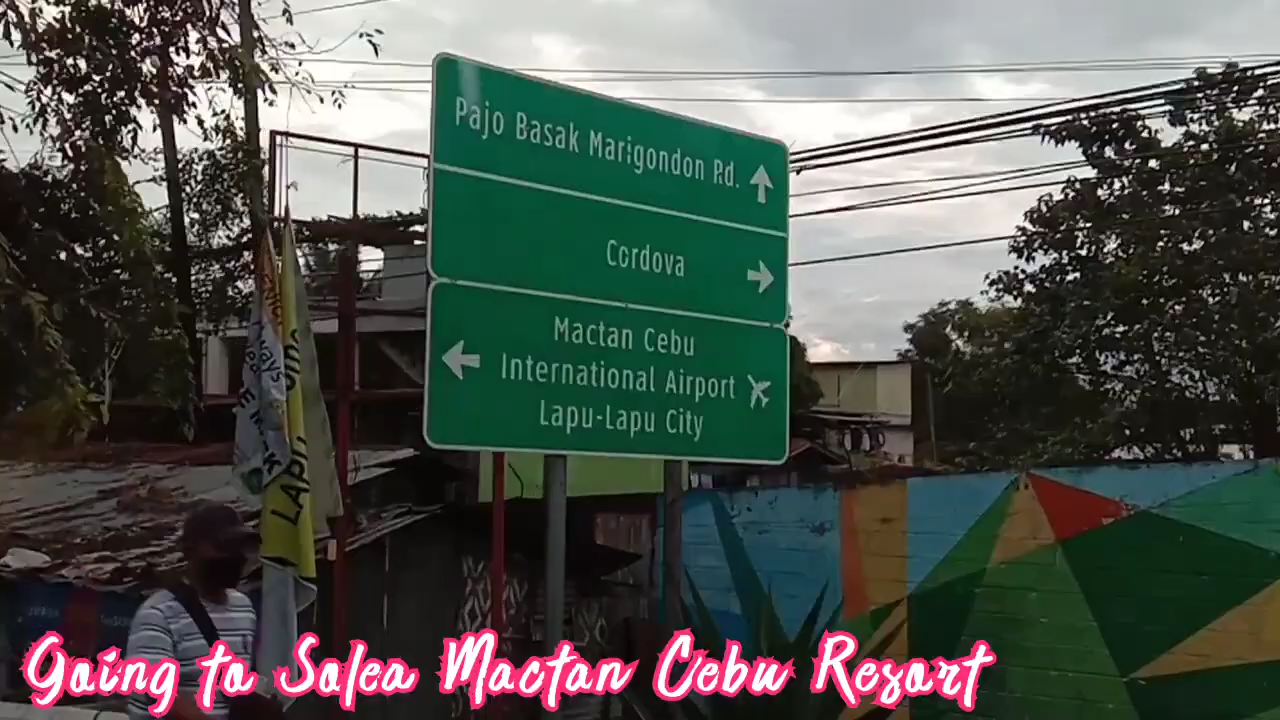 Pajo Basak Marigondon Rd.
Cordova
Mactan Cebu
International Airport
Lapu-Lapu City
Going to Solea Mactan Cebu Resort